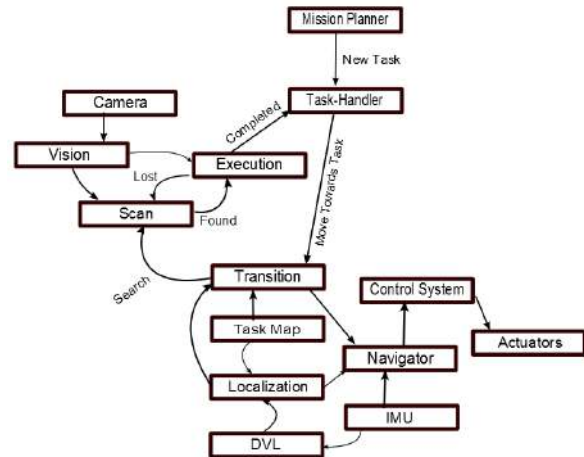 Mission Planner
New Task
Camera
Task-Handler
Completed
Vision
Execution
Lost
Scan
Found
Move Towards Task
Search
Transition
Control System
Task Map
Actuators
Navigator
Localization
IMU
DVL